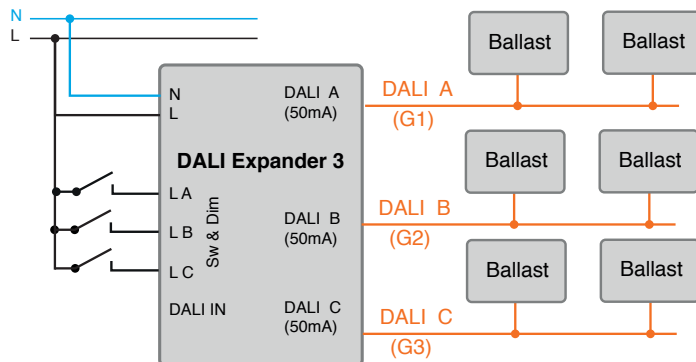 N
L
Ballast
Ballast
N
L
DALI A
(50mA)
DALI A
(G1)
DALI Expander 3
Ballast
Ballast
L A
L B
L C
Sw & Dim
DALI B
(50mA)
DALI B
(G2)
Ballast
Ballast
DALI IN
DALI C
(50mA)
DALI C
(G3)